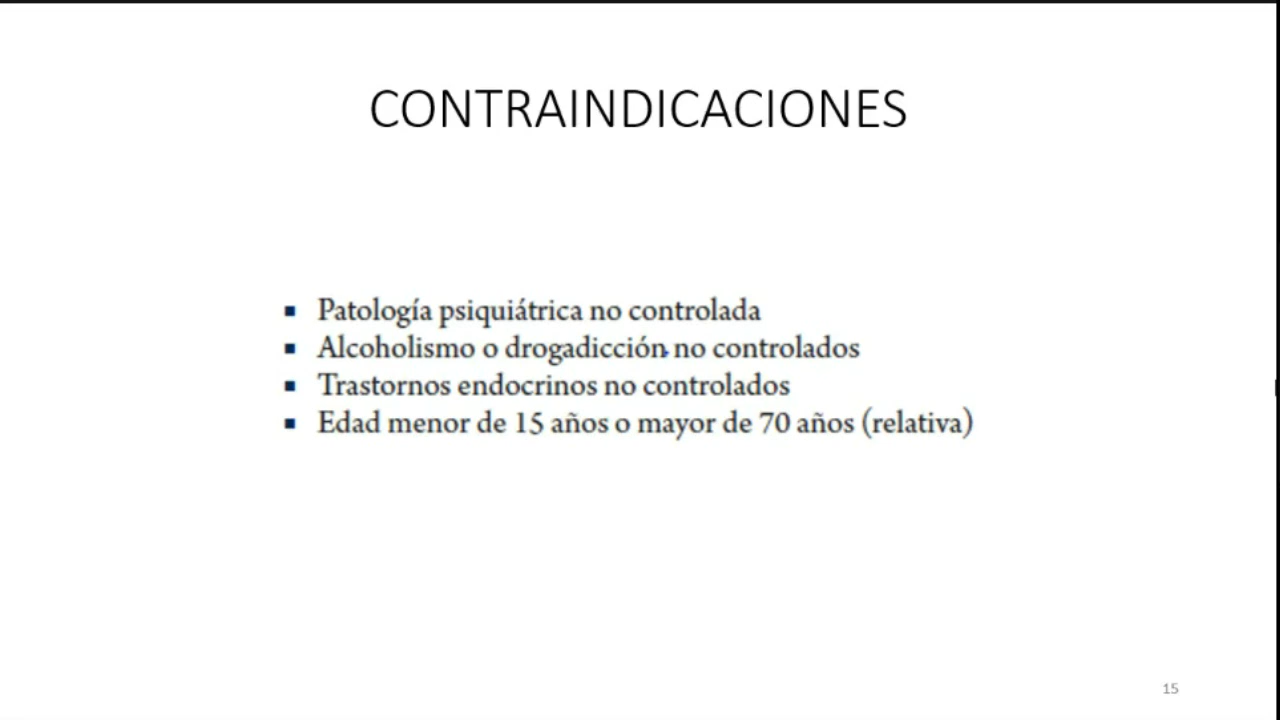 CONTRAINDICACIONES
▪ Patología psiquiátrica no controlada
▪ Alcoholismo o drogadicción no controlados
▪ Trastornos endocrinos no controlados
▪ Edad menor de 15 años o mayor de 70 años (relativa)
15